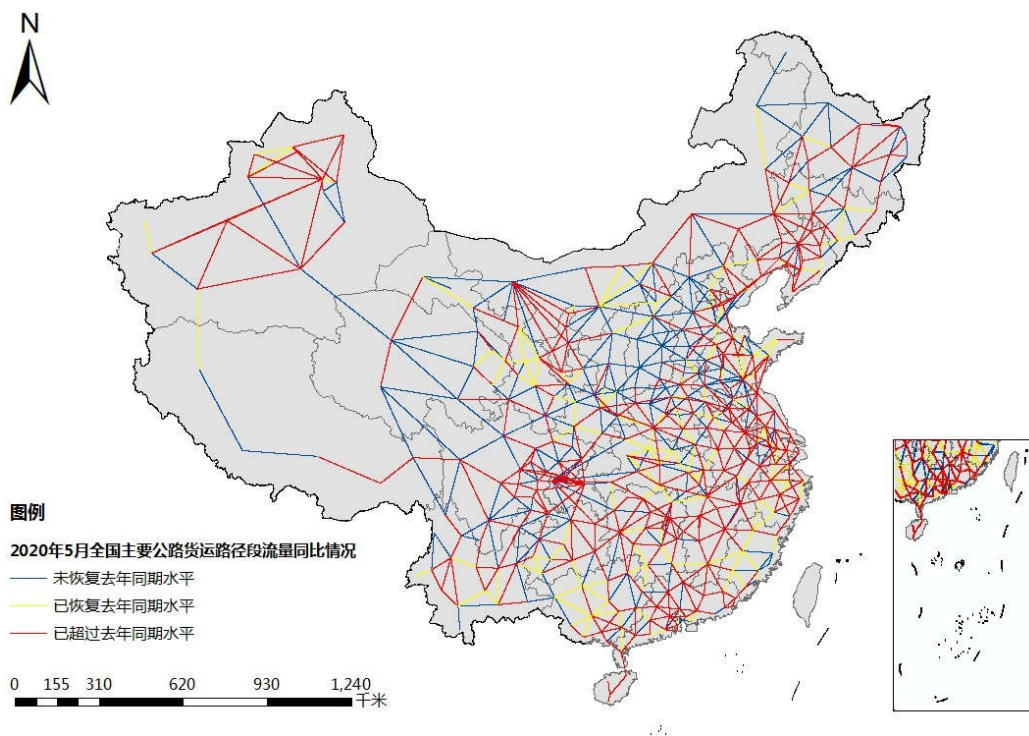 N
图例
2020年5月全国主要公路货运路径段流量同比情况
未恢复去年同期水平
已恢复去年同期水平
已超过去年同期水平
0 155 310 620 930 1,240
千米